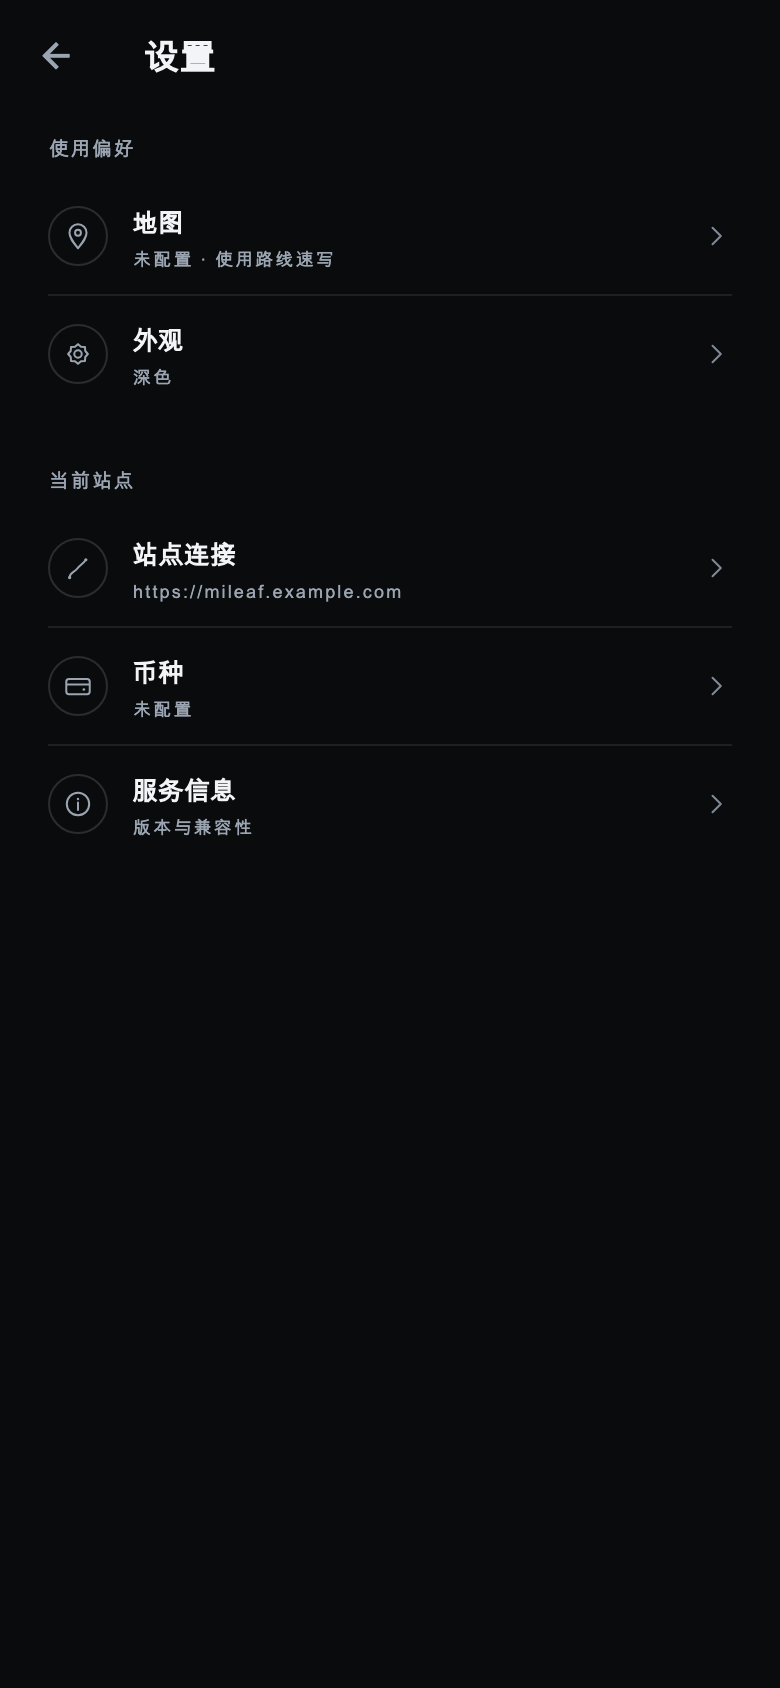 设置
使用偏好
地图
未配置 · 使用路线速写
外观
深色
当前站点
站点连接
https://mileaf.example.com
币种
未配置
服务信息
版本与兼容性